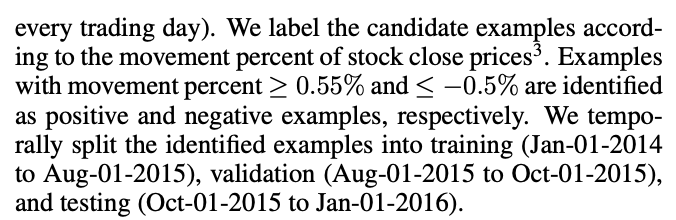 every trading day). We label the candidate examples accord-
ing to the movement percent of stock close prices³. Examples
with movement percent ≥ 0.55% and ≤ −0.5% are identified
as positive and negative examples, respectively. We tempo-
rally split the identified examples into training (Jan-01-2014
to Aug-01-2015), validation (Aug-01-2015 to Oct-01-2015),
and testing (Oct-01-2015 to Jan-01-2016).